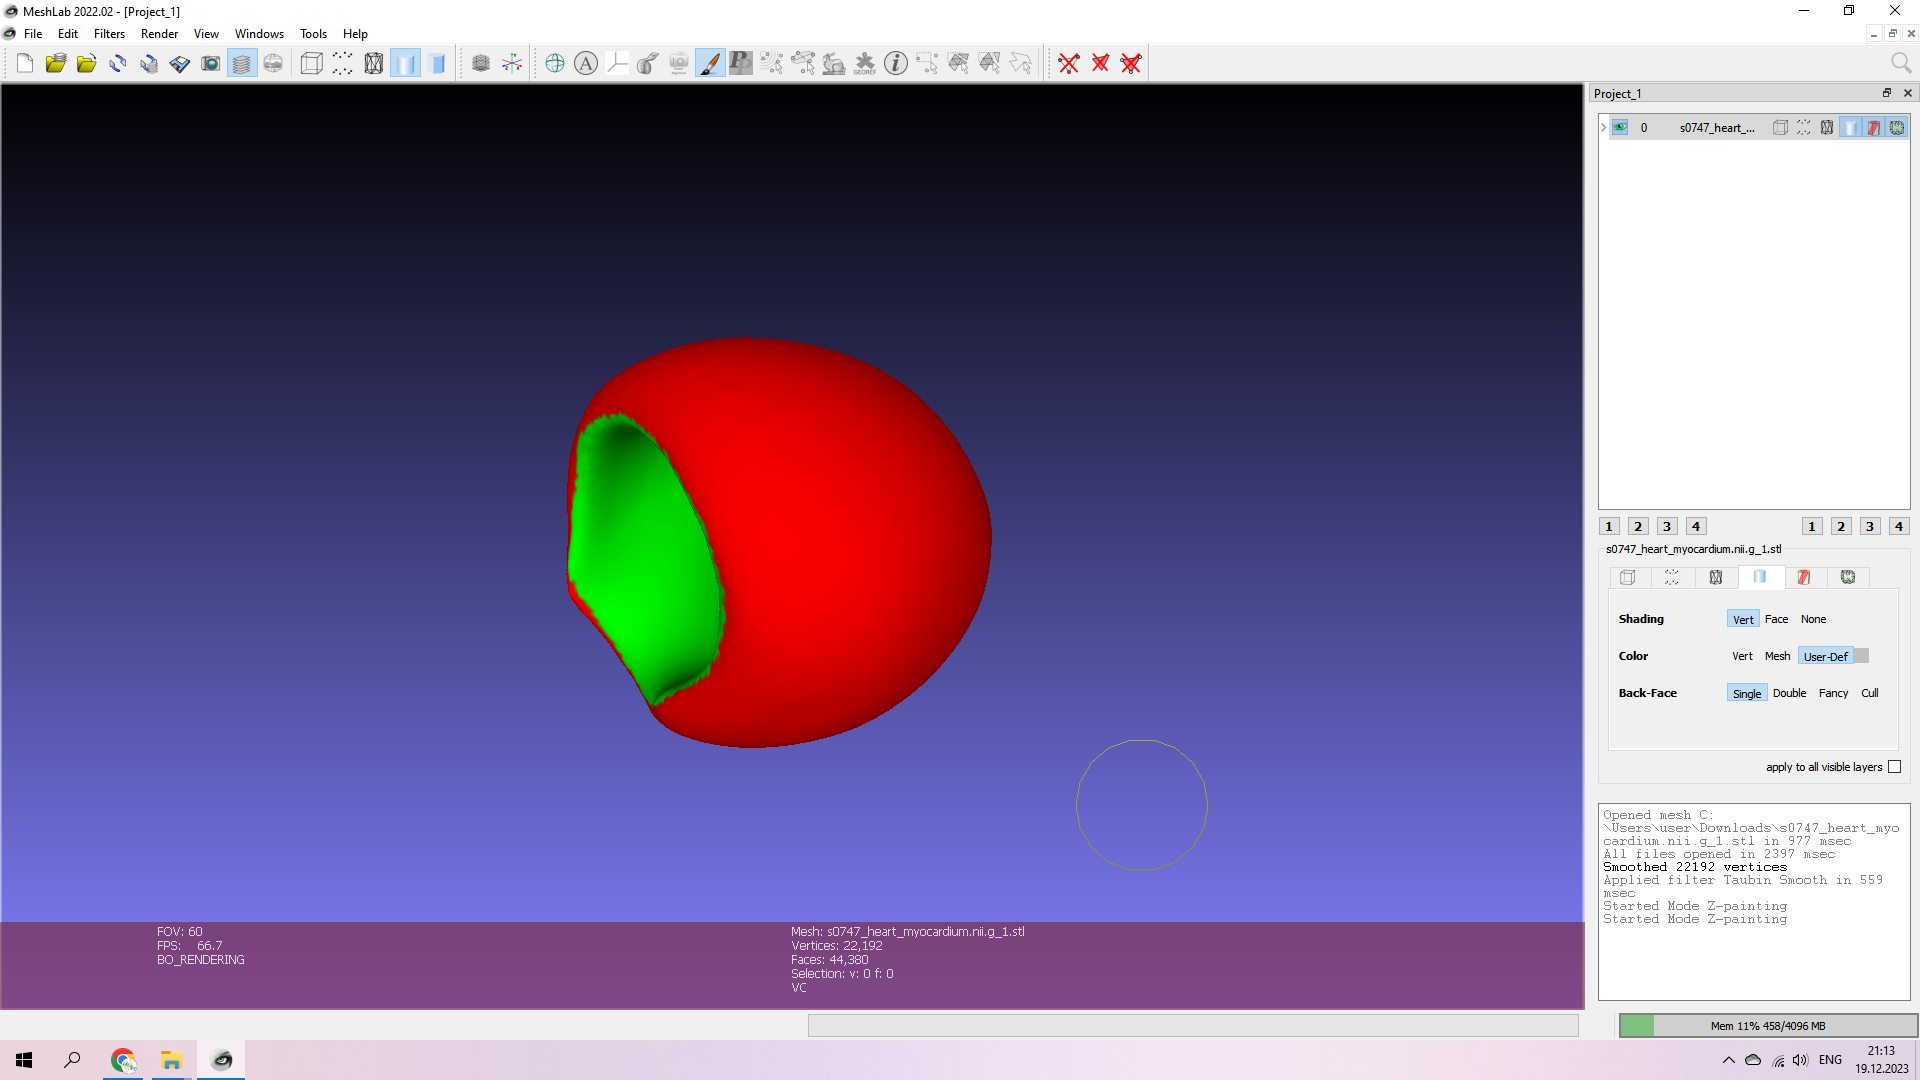 MeshLab 2022.02 - [Project_1]
File Edit Filters Render View Windows Tools Help
A
GEOREF
Project_1
0 s0747_heart_...
1 2 3 4 1 2 3 4
s0747_heart_myocardium.nii.g_1.stl
Shading Vert Face None
Color Vert Mesh User-Def
Back-Face Single Double Fancy Cull
apply to all visible layers
Opened mesh C:
\Users\user\Downloads\s0747_heart_myo
cardium.nii.g_1.stl in 977 msec
All files opened in 2397 msec
Smoothed 22192 vertices
Applied filter Taubin Smooth in 559
msec
Started Mode Z-painting
Started Mode Z-painting
FOV: 60
FPS: 66.7
BO_RENDERING
Mesh: s0747_heart_myocardium.nii.g_1.stl
Vertices: 22,192
Faces: 44,380
Selection: v: 0 f: 0
VC
Mem 11% 458/4096 MB
ENG
21:13
19.12.2023